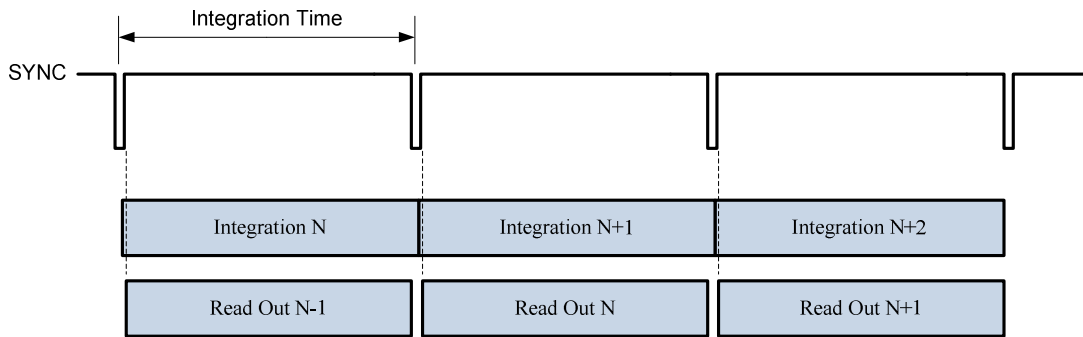 Integration Time
SYNC
Integration N
Integration N+1
Integration N+2
Read Out N-1
Read Out N
Read Out N+1